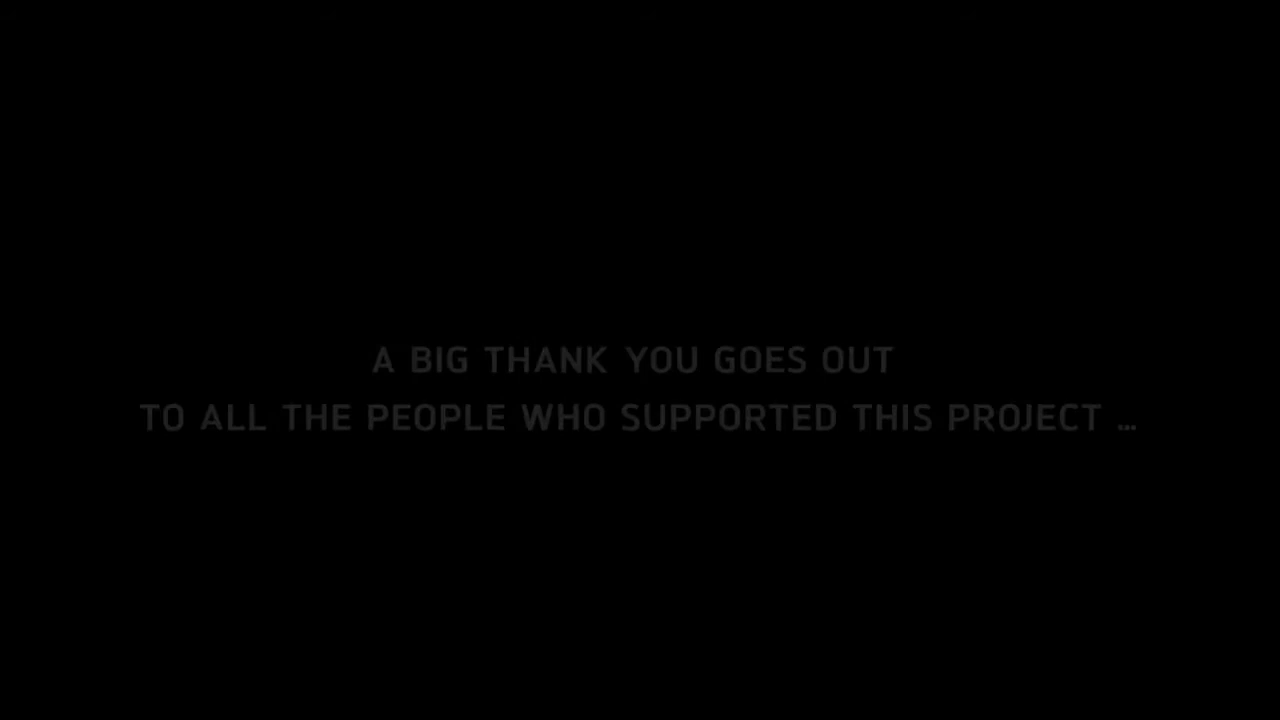 A BIG THANK YOU GOES OUT
TO ALL THE PEOPLE WHO SUPPORTED THIS PROJECT ...